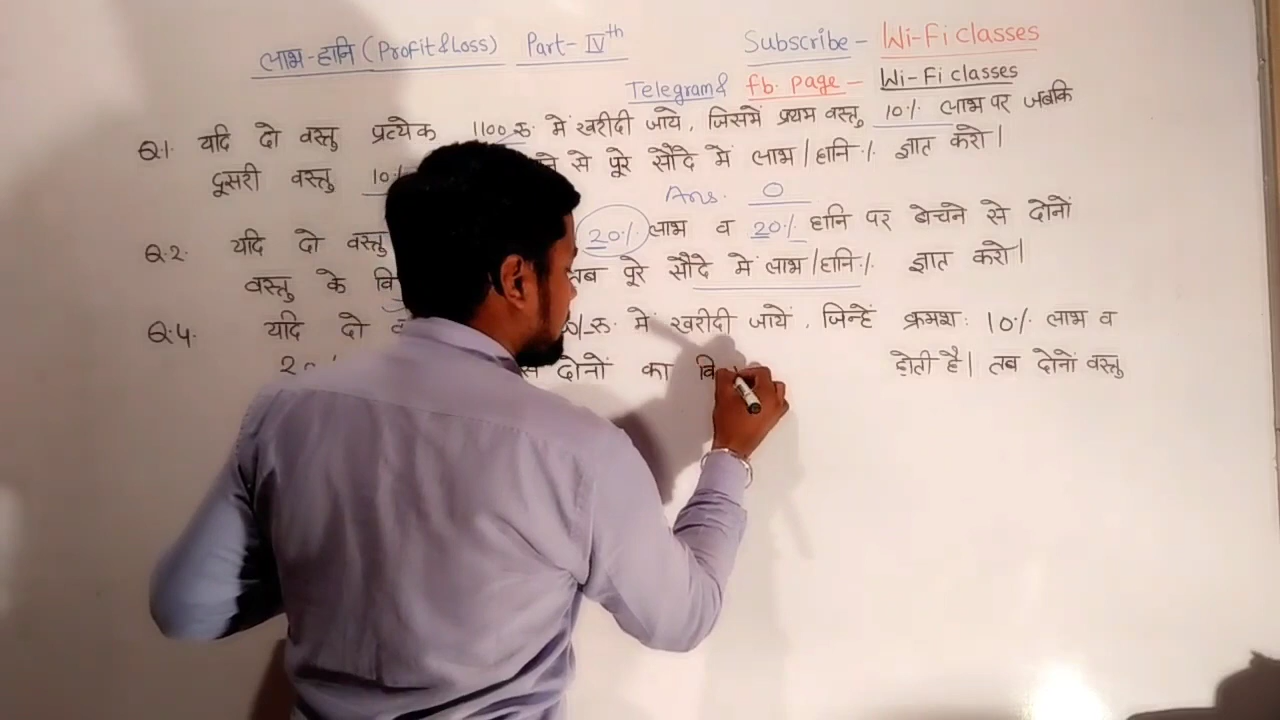 लाभ-हानि (Profit & Loss) Part- IVth
Subscribe - Wi-Fi classes
Telegram & fb. Page - Wi-Fi classes
Q.1 यदि दो वस्तु प्रत्येक 1100 रु. में खरीदी जाये, जिसमें प्रथम वस्तु 10% लाभ पर जबकि
दूसरी वस्तु 10% से पूरे सौदे में लाभ/हानि % ज्ञात करो।
Ans. 0
Q.2. यदि दो वस्तु 20% लाभ व 20% हानि पर बेचने से दोनों
वस्तु के तब पूरे सौदे में लाभ/हानि % ज्ञात करो।
Q.4. यदि दो रु. में खरीदी जायें, जिन्हें क्रमश: 10% लाभ व
दोनों का होती है। तब दोनों वस्तु